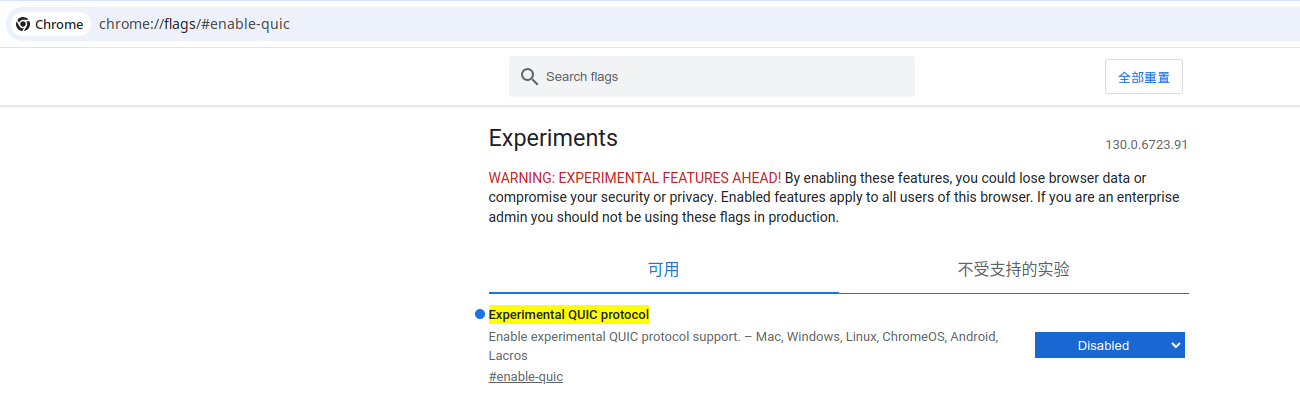 Chrome chrome://flags/#enable-quic
Search flags
全部重置
Experiments
130.0.6723.91
WARNING: EXPERIMENTAL FEATURES AHEAD! By enabling these features, you could lose browser data or
compromise your security or privacy. Enabled features apply to all users of this browser. If you are an enterprise
admin you should not be using these flags in production.
可用
不受支持的实验
Experimental QUIC protocol
Enable experimental QUIC protocol support. – Mac, Windows, Linux, ChromeOS, Android,
Lacros
Disabled
#enable-quic